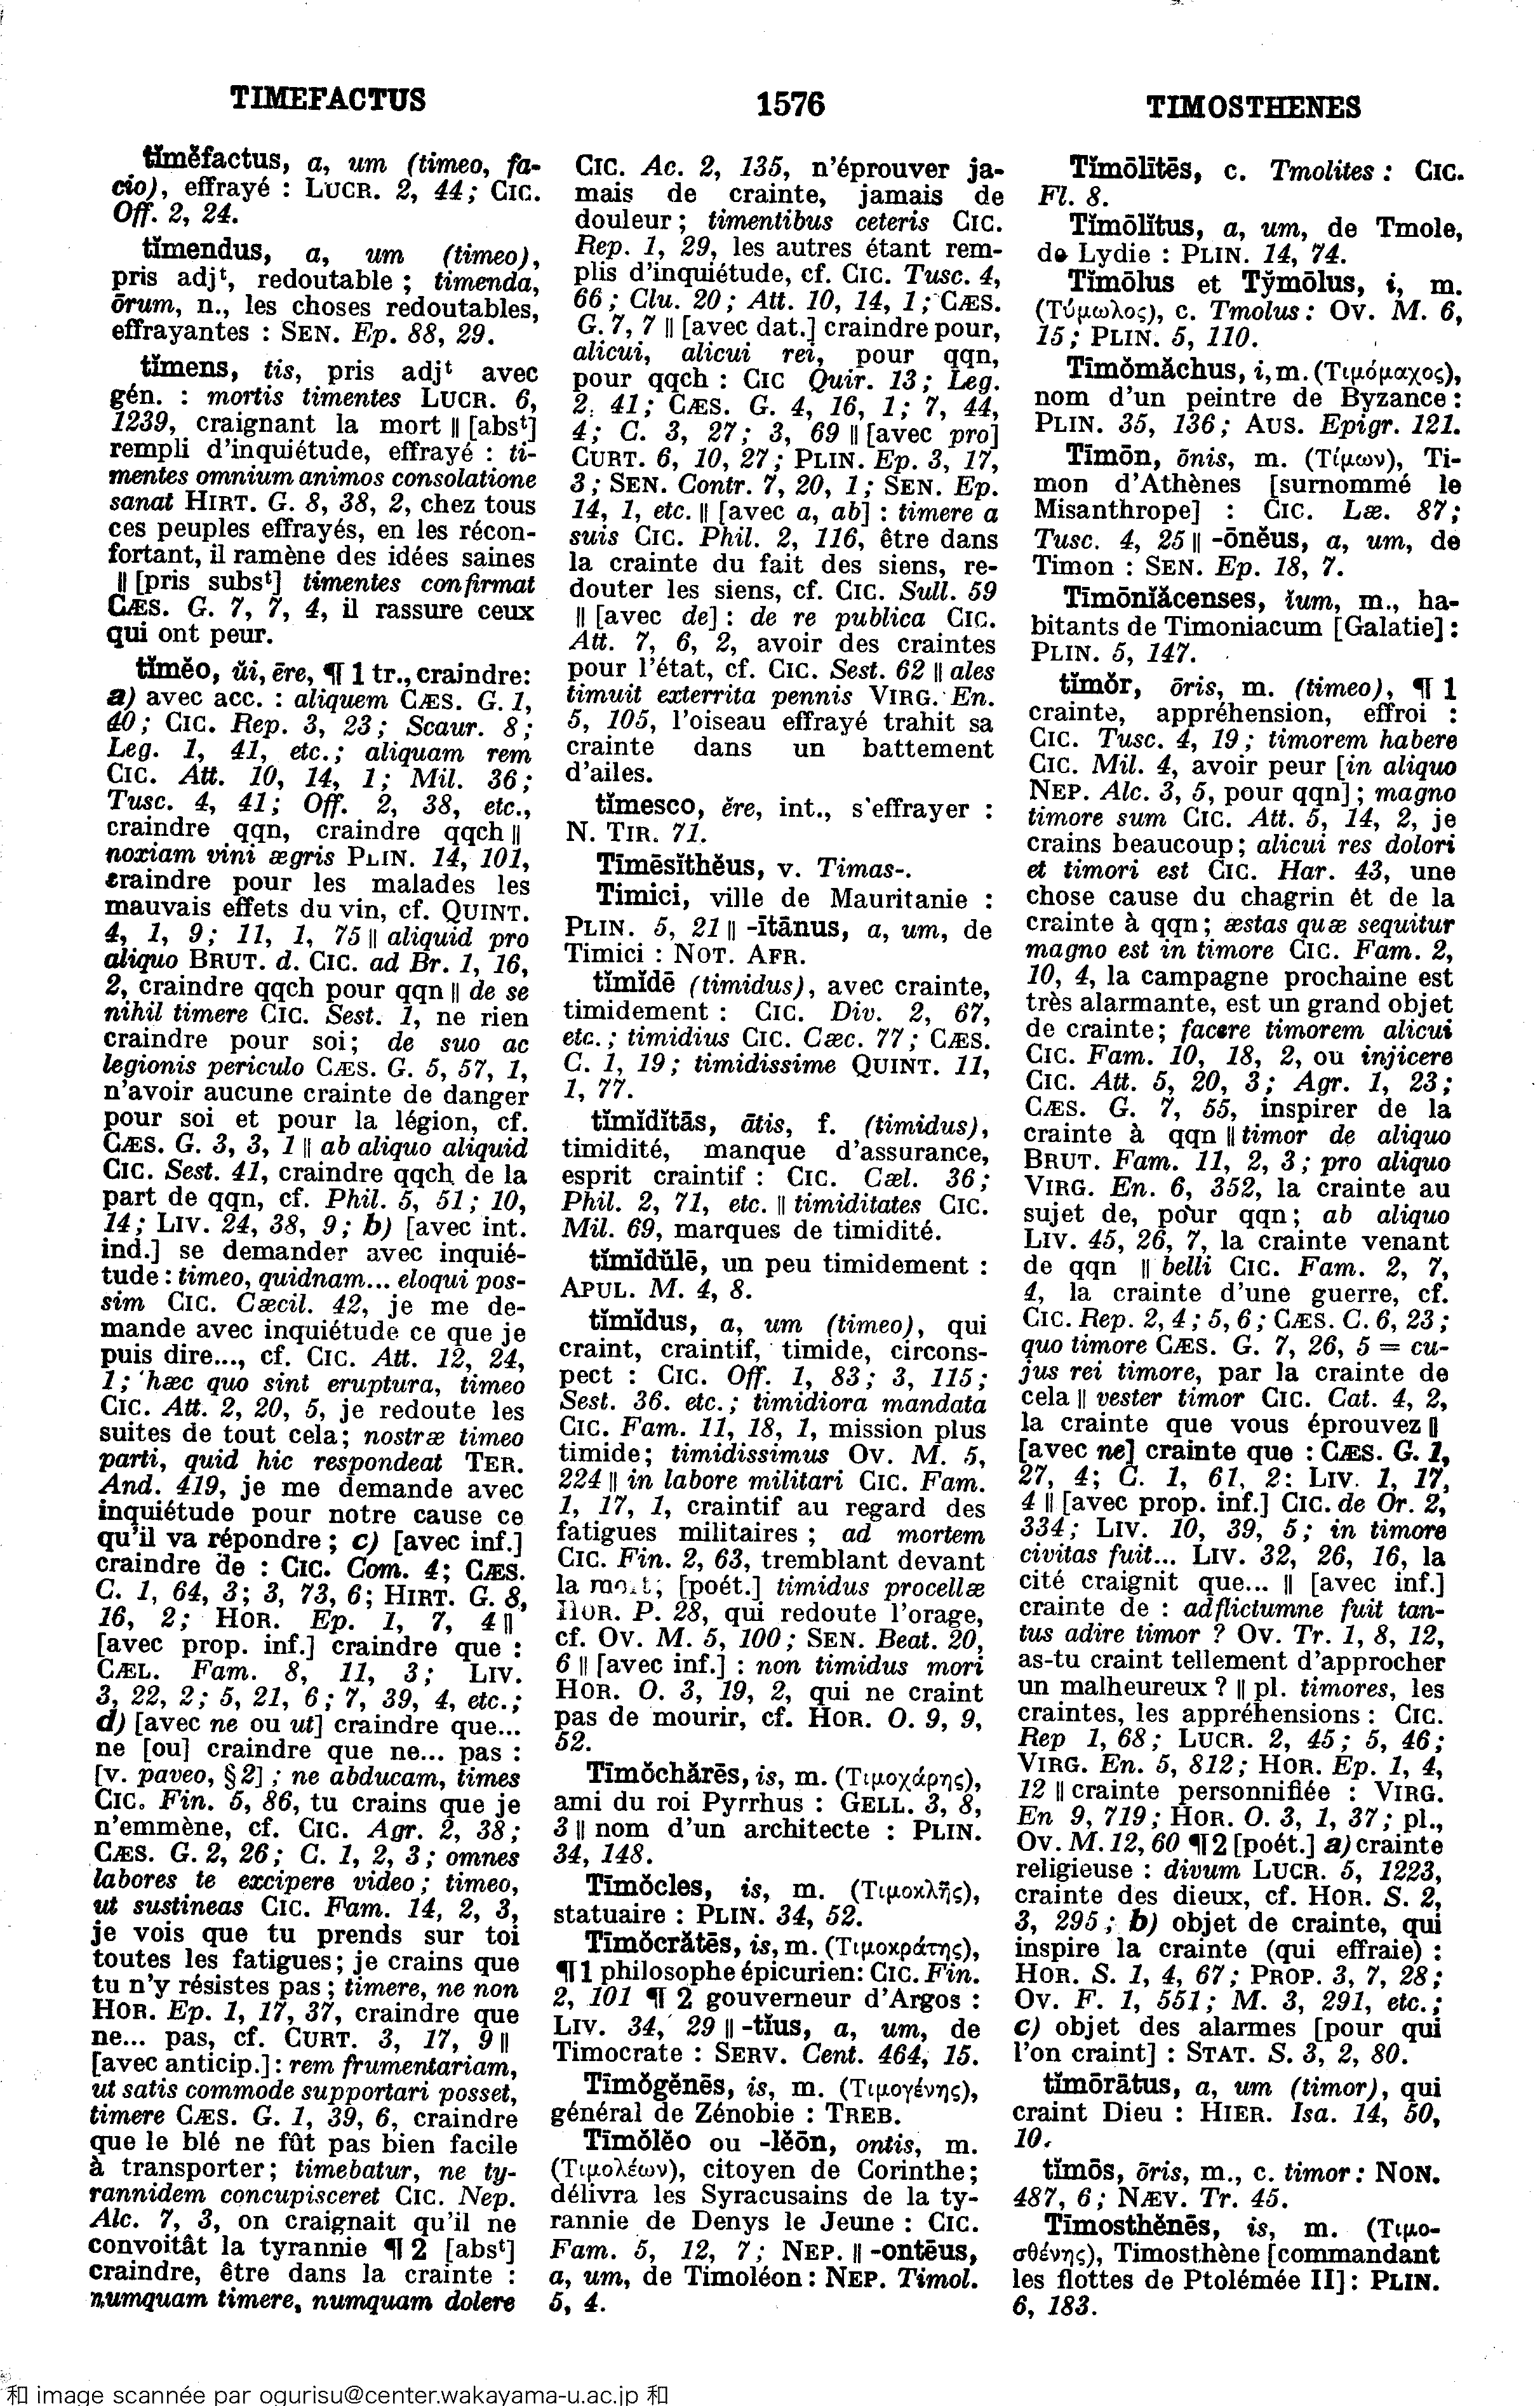 TIMEFACTUS
1576
TIMOSTHENES
tĭmĕfactus, a, um (timeo, fa-
cio), effrayé : LUCR. 2, 44; CIC.
Off. 2, 24.
tĭmendus, a, um (timeo),
pris adjᵗ, redoutable ; timenda,
ōrum, n., les choses redoutables,
effrayantes : SEN. Ep. 88, 29.
tĭmens, tis, pris adjᵗ avec
gén. : mortis timentes LUCR. 6,
1239, craignant la mort ǁ [absᵗ]
rempli d'inquiétude, effrayé : ti-
mentes omnium animos consolatione
sanat HIRT. G. 8, 38, 2, chez tous
ces peuples effrayés, en les récon-
fortant, il ramène des idées saines
ǁ [pris subsᵗ] timentes confirmat
CÆS. G. 7, 7, 4, il rassure ceux
qui ont peur.
tĭmĕo, ŭi, ēre, ¶ 1 tr., craindre:
a) avec acc. : aliquem CÆS. G. 1,
40; CIC. Rep. 3, 23; Scaur. 8;
Leg. 1, 41, etc.; aliquam rem
CIC. Att. 10, 14, 1; Mil. 36;
Tusc. 4, 41; Off. 2, 38, etc.,
craindre qqn, craindre qqch ǁ
noxiam vini ægris PLIN. 14, 101,
craindre pour les malades les
mauvais effets du vin, cf. QUINT.
4, 1, 9; 11, 1, 75 ǁ aliquid pro
aliquo BRUT. d. CIC. ad Br. 1, 16,
2, craindre qqch pour qqn ǁ de se
nihil timere CIC. Sest. 1, ne rien
craindre pour soi; de suo ac
legionis periculo CÆS. G. 5, 57, 1,
n'avoir aucune crainte de danger
pour soi et pour la légion, cf.
CÆS. G. 3, 3, 1 ǁ ab aliquo aliquid
CIC. Sest. 41, craindre qqch de la
part de qqn, cf. Phil. 5, 51; 10,
14; LIV. 24, 38, 9; b) [avec int.
ind.] se demander avec inquié-
tude : timeo, quidnam... eloqui pos-
sim CIC. Cæcil. 42, je me de-
mande avec inquiétude ce que je
puis dire..., cf. CIC. Att. 12, 24,
1; hæc quo sint eruptura, timeo
CIC. Att. 2, 20, 5, je redoute les
suites de tout cela; nostræ timeo
parti, quid hic respondeat TER.
And. 419, je me demande avec
inquiétude pour notre cause ce
qu'il va répondre; c) [avec inf.]
craindre de : CIC. Com. 4; CÆS.
C. 1, 64, 3; 3, 73, 6; HIRT. G. 8,
16, 2; HOR. Ep. 1, 7, 4 ǁ
[avec prop. inf.] craindre que :
CÆL. Fam. 8, 11, 3; LIV.
3, 22, 2; 5, 21, 6; 7, 39, 4, etc.;
d) [avec ne ou ut] craindre que...
ne [ou] craindre que ne... pas :
[v. paveo, § 2] ; ne abducam, times
CIC. Fin. 5, 86, tu crains que je
n'emmène, cf. CIC. Agr. 2, 38;
CÆS. G. 2, 26; C. 1, 2, 3; omnes
labores te excipere video; timeo,
ut sustineas CIC. Fam. 14, 2, 3,
je vois que tu prends sur toi
toutes les fatigues; je crains que
tu n'y résistes pas; timere, ne non
HOR. Ep. 1, 17, 37, craindre que
ne... pas, cf. CURT. 3, 17, 9 ǁ
[avec anticip.] : rem frumentariam,
ut satis commode supportari posset,
timere CÆS. G. 1, 39, 6, craindre
que le blé ne fût pas bien facile
à transporter; timebatur, ne ty-
rannidem concupisceret CIC. Nep.
Alc. 7, 3, on craignait qu'il ne
convoitât la tyrannie ¶ 2 [absᵗ]
craindre, être dans la crainte :
numquam timere, numquam dolere
CIC. Ac. 2, 135, n'éprouver ja-
mais de crainte, jamais de
douleur; timentibus ceteris CIC.
Rep. 1, 29, les autres étant rem-
plis d'inquiétude, cf. CIC. Tusc. 4,
66; Clu. 20; Att. 10, 14, 1; CÆS.
G. 7, 7 ǁ [avec dat.] craindre pour,
alicui, alicui rei, pour qqn,
pour qqch : CIC Quir. 13; Leg.
2, 41; CÆS. G. 4, 16, 1; 7, 44,
4; C. 3, 27; 3, 69 ǁ [avec pro]
CURT. 6, 10, 27; PLIN. Ep. 3, 17,
3; SEN. Contr. 7, 20, 1; SEN. Ep.
14, 1, etc. ǁ [avec a, ab] : timere a
suis CIC. Phil. 2, 116, être dans
la crainte du fait des siens, re-
douter les siens, cf. CIC. Sull. 59
ǁ [avec de] : de re publica CIC.
Att. 7, 6, 2, avoir des craintes
pour l'état, cf. CIC. Sest. 62 ǁ ales
timuit exterrita pennis VIRG. En.
5, 105, l'oiseau effrayé trahit sa
crainte dans un battement
d'ailes.
tĭmesco, ĕre, int., s'effrayer :
N. TIR. 71.
Tīmēsĭthĕus, v. Timas-.
Timici, ville de Mauritanie :
PLIN. 5, 21 ǁ -ītānus, a, um, de
Timici : NOT. AFR.
tĭmĭdē (timidus), avec crainte,
timidement : CIC. Div. 2, 67,
etc.; timidius CIC. Cæc. 77; CÆS.
C. 1, 19; timidissime QUINT. 11,
1, 77.
tĭmĭdĭtās, ātis, f. (timidus),
timidité, manque d'assurance,
esprit craintif : CIC. Cæl. 36;
Phil. 2, 71, etc. ǁ timiditates CIC.
Mil. 69, marques de timidité.
tĭmĭdŭlē, un peu timidement :
APUL. M. 4, 8.
tĭmĭdus, a, um (timeo), qui
craint, craintif, timide, circons-
pect : CIC. Off. 1, 83; 3, 115;
Sest. 36. etc.; timidiora mandata
CIC. Fam. 11, 18, 1, mission plus
timide; timidissimus OV. M. 5,
224 ǁ in labore militari CIC. Fam.
1, 17, 1, craintif au regard des
fatigues militaires ; ad mortem
CIC. Fin. 2, 63, tremblant devant
la mort; [poét.] timidus procellæ
HOR. P. 28, qui redoute l'orage,
cf. OV. M. 5, 100; SEN. Beat. 20,
6 ǁ [avec inf.] : non timidus mori
HOR. O. 3, 19, 2, qui ne craint
pas de mourir, cf. HOR. O. 9, 9,
52.
Tīmŏchărēs, is, m. (Τιμοχάρης),
ami du roi Pyrrhus : GELL. 3, 8,
3 ǁ nom d'un architecte : PLIN.
34, 148.
Tīmŏcles, is, m. (Τιμοκλῆς),
statuaire : PLIN. 34, 52.
Tīmŏcrătēs, is, m. (Τιμοκράτης),
¶ 1 philosophe épicurien: CIC. Fin.
2, 101 ¶ 2 gouverneur d'Argos :
LIV. 34, 29 ǁ -tīus, a, um, de
Timocrate : SERV. Cent. 464, 15.
Tīmŏgĕnēs, is, m. (Τιμογένης),
général de Zénobie : TREB.
Tīmŏlĕo ou -lĕōn, ontis, m.
(Τιμολέων), citoyen de Corinthe;
délivra les Syracusains de la ty-
rannie de Denys le Jeune : CIC.
Fam. 5, 12, 7; NEP. ǁ -ontēus,
a, um, de Timoléon : NEP. Timol.
5, 4.
Tĭmōlītēs, c. Tmolites : CIC.
Fl. 8.
Tĭmōlĭtus, a, um, de Tmole,
de Lydie : PLIN. 14, 74.
Tĭmōlus et Tўmōlus, i, m.
(Τύμωλος), c. Tmolus : OV. M. 6,
15; PLIN. 5, 110.
Tīmŏmăchus, i, m. (Τιμόμαχος),
nom d'un peintre de Byzance :
PLIN. 35, 136; AUS. Epigr. 121.
Tīmōn, ōnis, m. (Τίμων), Ti-
mon d'Athènes [surnommé le
Misanthrope] : CIC. Læ. 87;
Tusc. 4, 25 ǁ -ōnĕus, a, um, de
Timon : SEN. Ep. 18, 7.
Tīmōnĭăcenses, ĭum, m., ha-
bitants de Timoniacum [Galatie] :
PLIN. 5, 147.
tĭmŏr, ōris, m. (timeo), ¶ 1
crainte, appréhension, effroi :
CIC. Tusc. 4, 19; timorem habere
CIC. Mil. 4, avoir peur [in aliquo
NEP. Alc. 3, 5, pour qqn]; magno
timore sum CIC. Att. 5, 14, 2, je
crains beaucoup; alicui res dolori
et timori est CIC. Har. 43, une
chose cause du chagrin êt de la
crainte à qqn; æstas quæ sequitur
magno est in timore CIC. Fam. 2,
10, 4, la campagne prochaine est
très alarmante, est un grand objet
de crainte; facere timorem alicui
CIC. Fam. 10, 18, 2, ou injicere
CIC. Att. 5, 20, 3; Agr. 1, 23;
CÆS. G. 7, 55, inspirer de la
crainte à qqn ǁ timor de aliquo
BRUT. Fam. 11, 2, 3; pro aliquo
VIRG. En. 6, 352, la crainte au
sujet de, pour qqn; ab aliquo
LIV. 45, 26, 7, la crainte venant
de qqn ǁ belli CIC. Fam. 2, 7,
4, la crainte d'une guerre, cf.
CIC. Rep. 2, 4; 5, 6; CÆS. C. 6, 23;
quo timore CÆS. G. 7, 26, 5 = cu-
jus rei timore, par la crainte de
cela ǁ vester timor CIC. Cat. 4, 2,
la crainte que vous éprouvez ǁ
[avec ne] crainte que : CÆS. G. 1,
27, 4; C. 1, 61, 2: LIV. 1, 17,
4 ǁ [avec prop. inf.] CIC. de Or. 2,
334; LIV. 10, 39, 5; in timore
civitas fuit... LIV. 32, 26, 16, la
cité craignit que... ǁ [avec inf.]
crainte de : adflictumne fuit tan-
tus adire timor ? OV. Tr. 1, 8, 12,
as-tu craint tellement d'approcher
un malheureux ? ǁ pl. timores, les
craintes, les appréhensions : CIC.
Rep 1, 68; LUCR. 2, 45; 5, 46;
VIRG. En. 5, 812; HOR. Ep. 1, 4,
12 ǁ crainte personnifiée : VIRG.
En 9, 719; HOR. O. 3, 1, 37; pl.,
OV. M. 12, 60 ¶ 2 [poét.] a) crainte
religieuse : divum LUCR. 5, 1223,
crainte des dieux, cf. HOR. S. 2,
3, 295; b) objet de crainte, qui
inspire la crainte (qui effraie) :
HOR. S. 1, 4, 67; PROP. 3, 7, 28;
OV. F. 1, 551; M. 3, 291, etc.;
c) objet des alarmes [pour qui
l'on craint] : STAT. S. 3, 2, 80.
tĭmōrātus, a, um (timor), qui
craint Dieu : HIER. Isa. 14, 50,
10.
tĭmōs, ōris, m., c. timor : NON.
487, 6; NÆV. Tr. 45.
Tīmosthĕnēs, is, m. (Τιμο-
σθένης), Timosthène [commandant
les flottes de Ptolémée II] : PLIN.
6, 183.
和 image scannée par ogurisu@center.wakayama-u.ac.jp 和